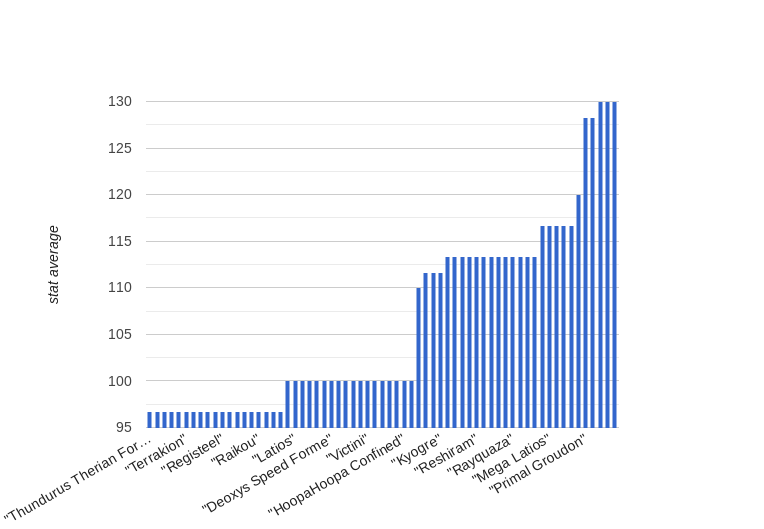 130
125
120
115
110
105
100
95
stat average
"Thundurus Therian For…
"Terrakion"
"Registeel"
"Raikou"
"Latios"
"Deoxys Speed Forme"
"Victini"
"HoopaHoopa Confined"
"Kyogre"
"Reshiram"
"Rayquaza"
"Mega Latios"
"Primal Groudon"